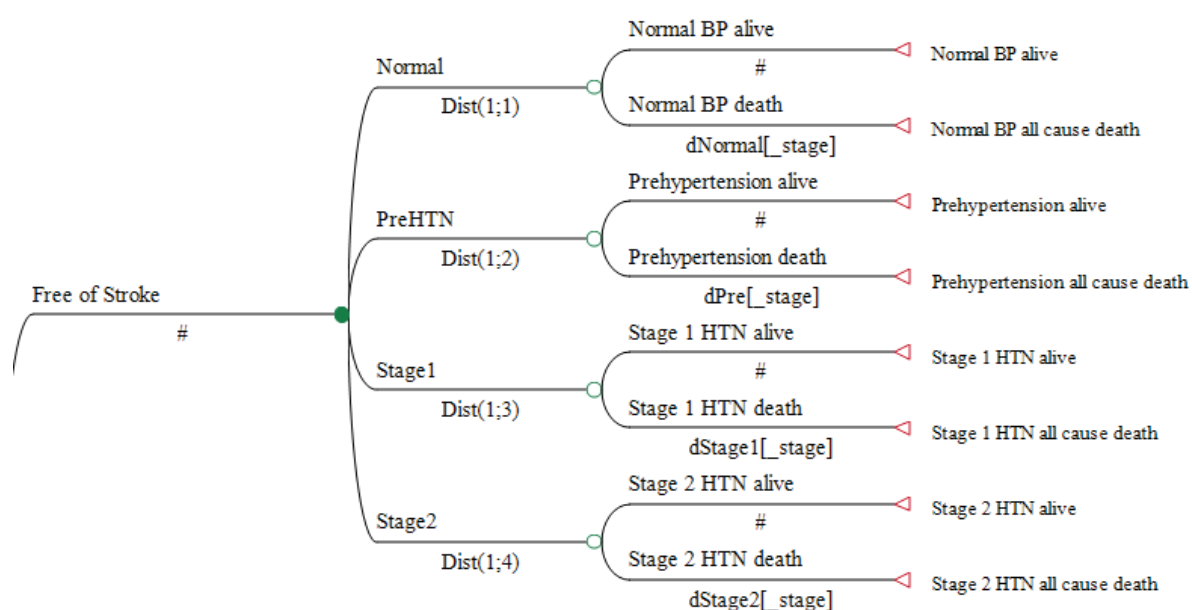 Normal BP alive
#
Normal BP alive
Normal
Dist(1;1)
Normal BP death
dNormal[_stage]
Normal BP all cause death
Prehypertension alive
#
Prehypertension alive
PreHTN
Dist(1;2)
Prehypertension death
dPre[_stage]
Prehypertension all cause death
Free of Stroke
#
Stage 1 HTN alive
#
Stage 1 HTN alive
Stage1
Dist(1;3)
Stage 1 HTN death
dStage1[_stage]
Stage 1 HTN all cause death
Stage 2 HTN alive
#
Stage 2 HTN alive
Stage2
Dist(1;4)
Stage 2 HTN death
dStage2[_stage]
Stage 2 HTN all cause death